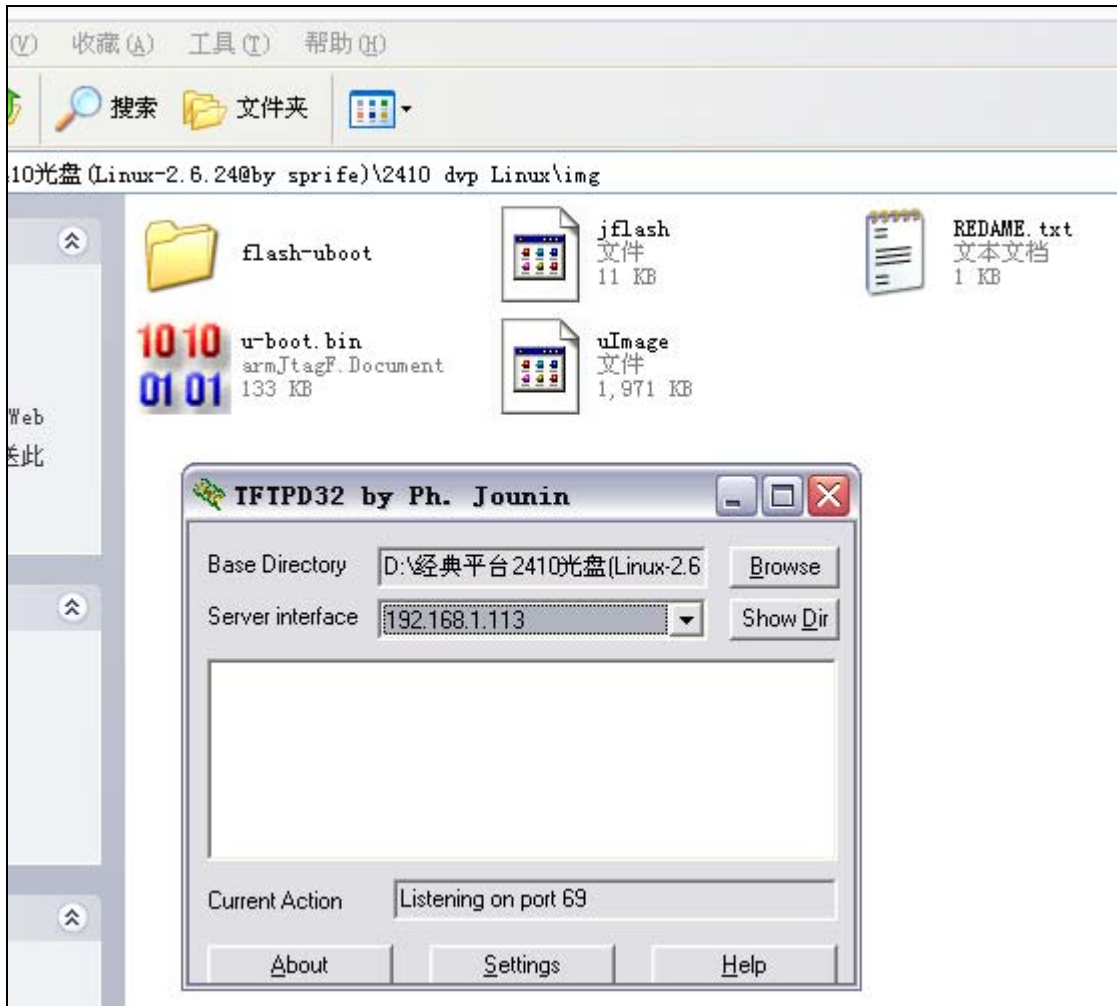 (V) 收藏(A) 工具(T) 帮助(H)
搜索 文件夹
10光盘(Linux-2.6.24@by sprife)\2410 dvp Linux\img
flash-uboot
jflash
文件
11 KB
REDAME.txt
文本文档
1 KB
1010
0101
u-boot.bin
armJtagF.Document
133 KB
uImage
文件
1,971 KB
Web
送此
TFTPD32 by Ph. Jounin
Base Directory D:\经典平台2410光盘(Linux-2.6 Browse
Server interface 192.168.1.113 Show Dir
Current Action Listening on port 69
About Settings Help